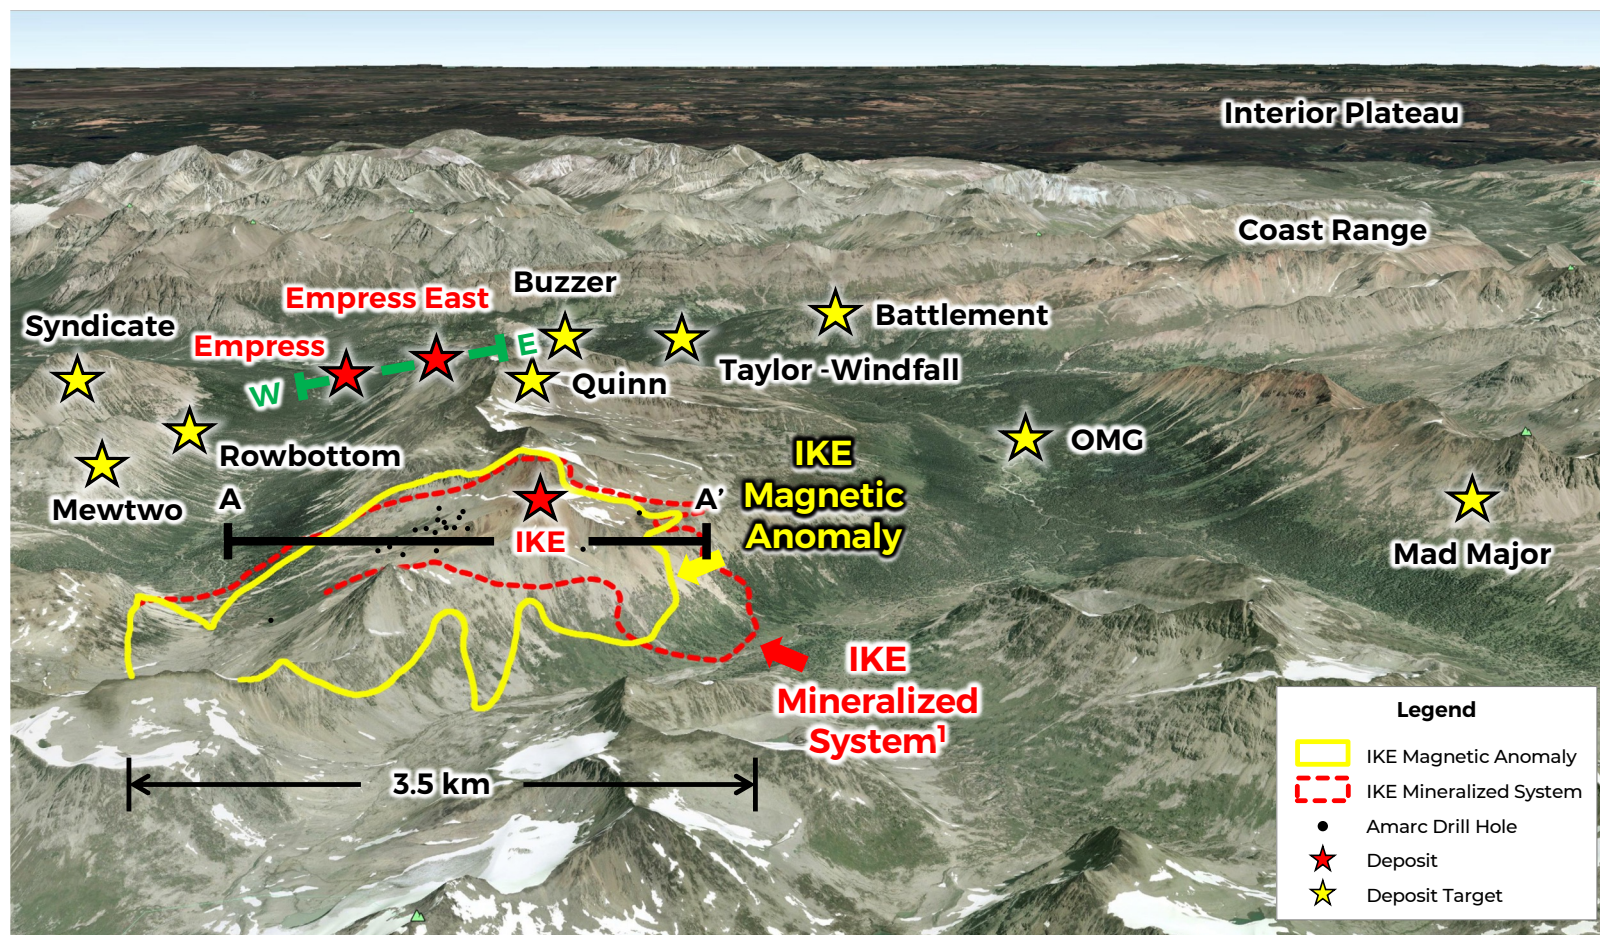 Interior Plateau
Coast Range
Buzzer
Empress East
Battlement
Syndicate
Empress
E
Taylor -Windfall
Quinn
W
OMG
IKE
Magnetic
Anomaly
Rowbottom
A
A’
Mewtwo
IKE
Mad Major
IKE
Mineralized
System¹
3.5 km
Legend
IKE Magnetic Anomaly
IKE Mineralized System
Amarc Drill Hole
Deposit
Deposit Target